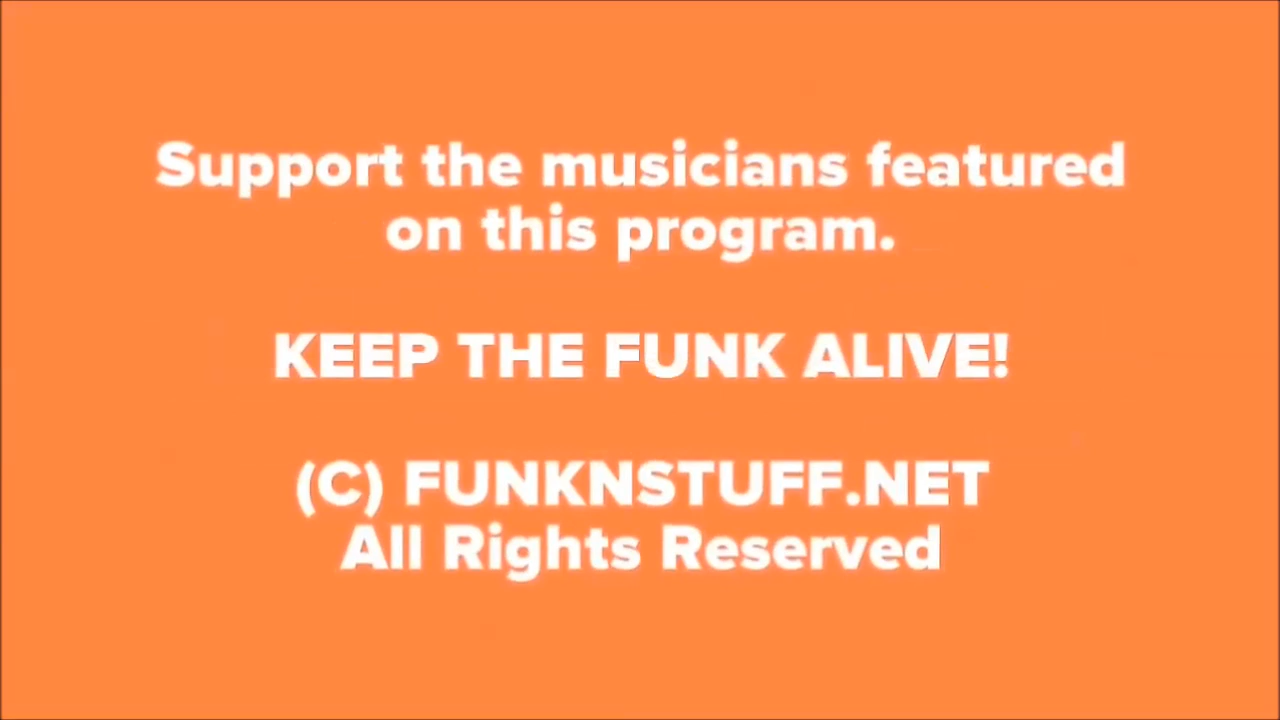 Support the musicians featured
on this program.
KEEP THE FUNK ALIVE!
(C) FUNKNSTUFF.NET
All Rights Reserved